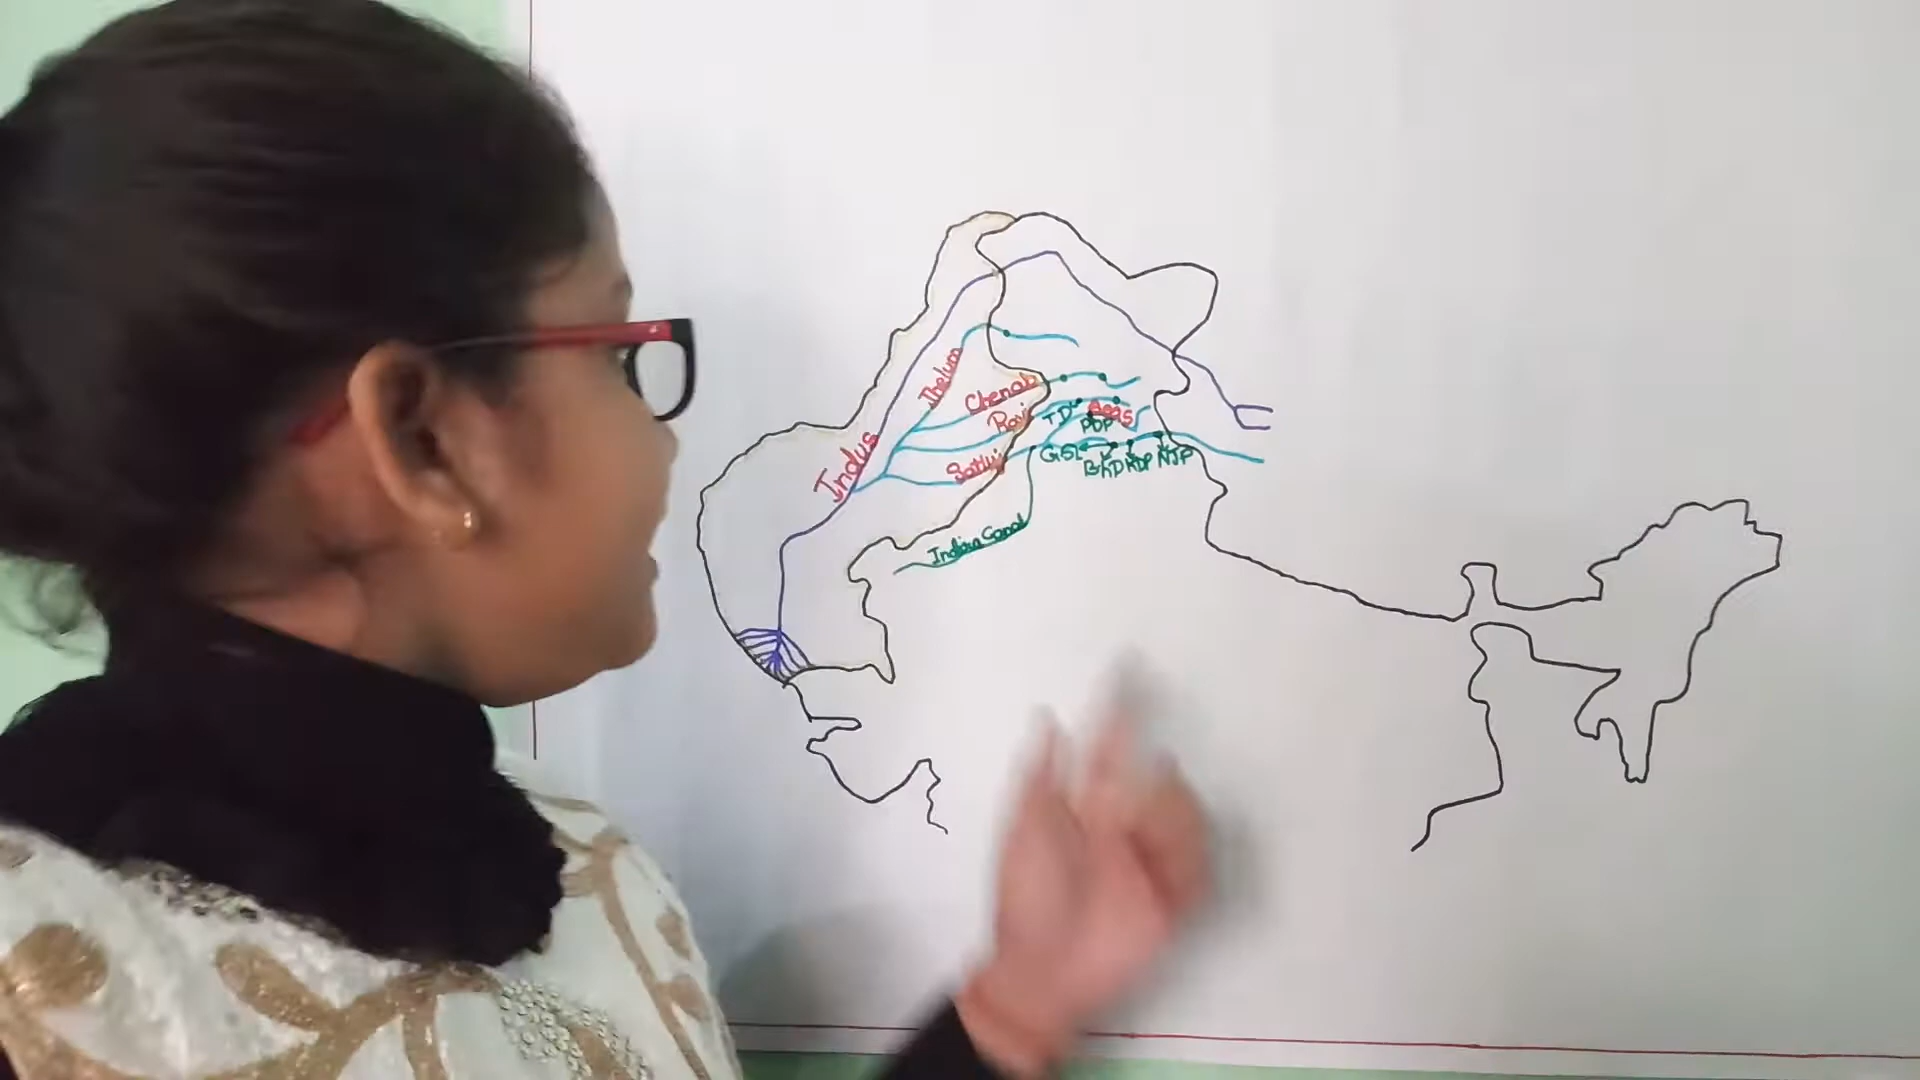 Jhelum
Chenab
Ravi
TD
Beas
PDP
Indus
Satluj
GSL
BKD
KDP
NJP
Indira Canal